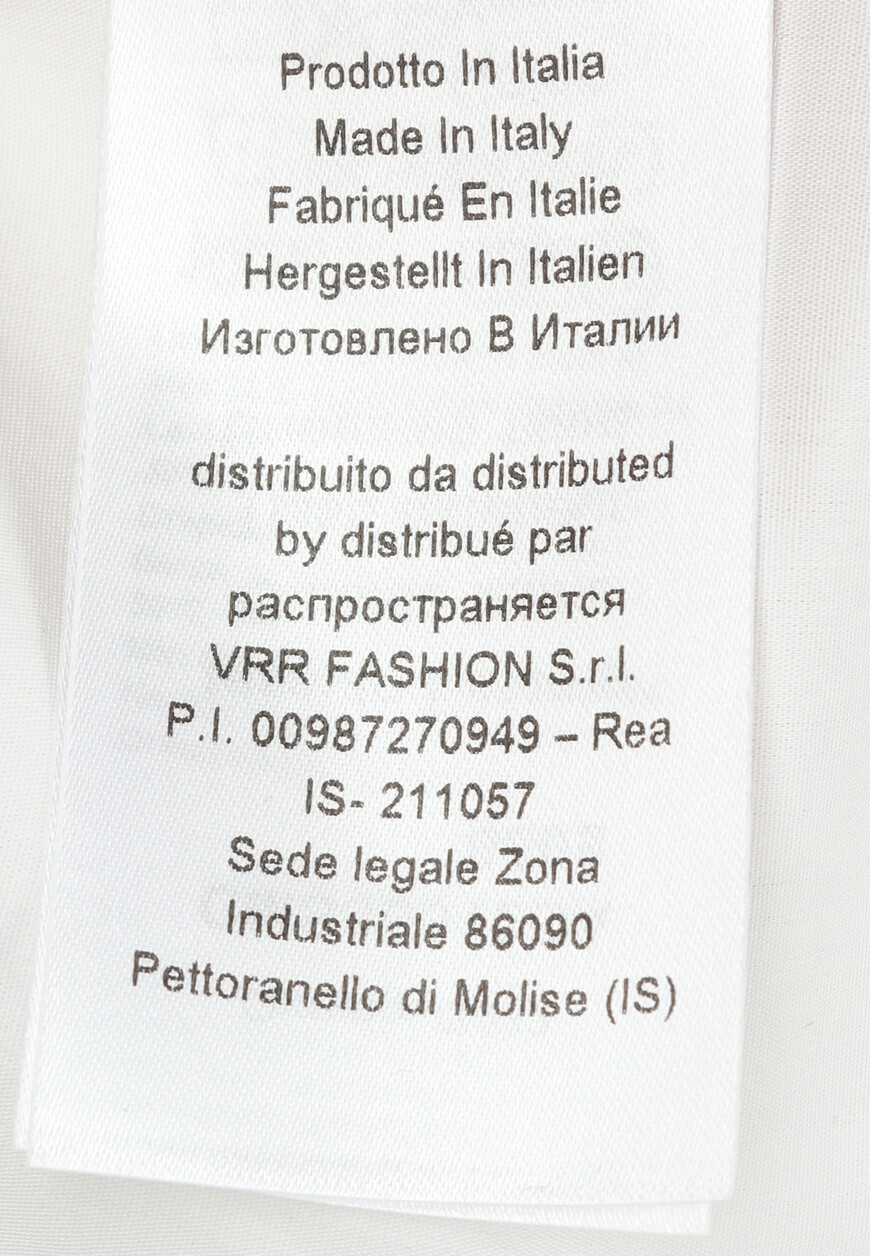 Prodotto In Italia
Made In Italy
Fabriqué En Italie
Hergestellt In Italien
Изготовлено В Италии
distribuito da distributed
by distribué par
распространяется
VRR FASHION S.r.l.
P.I. 00987270949 – Rea
IS- 211057
Sede legale Zona
Industriale 86090
Pettoranello di Molise (IS)